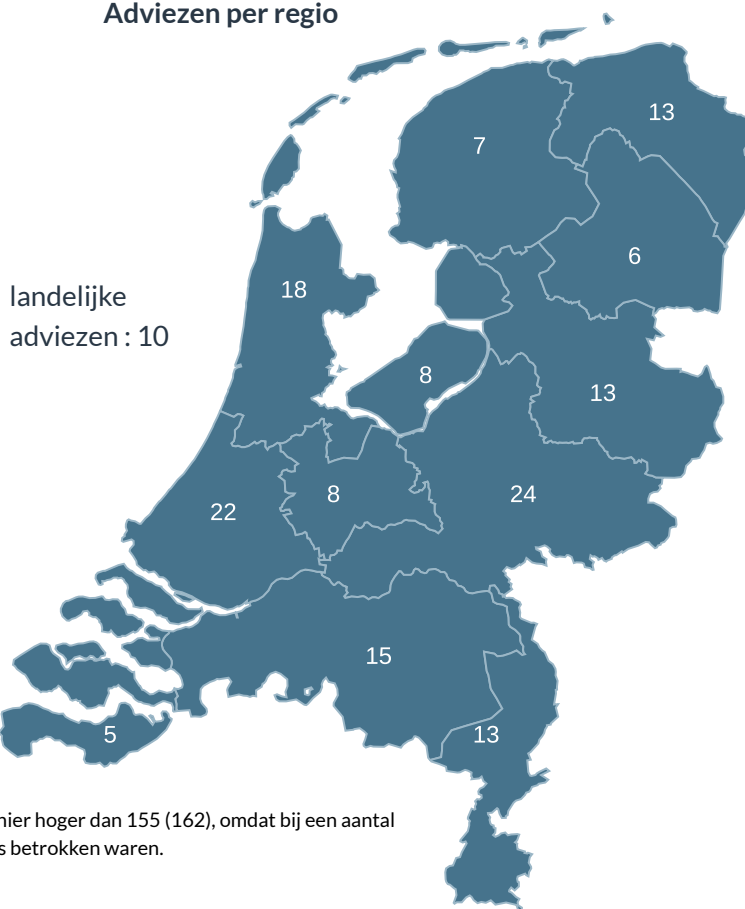 Adviezen per regio
13
7
6
18
landelijke
adviezen : 10
8
13
8
24
22
15
5
13
hier hoger dan 155 (162), omdat bij een aantal
s betrokken waren.